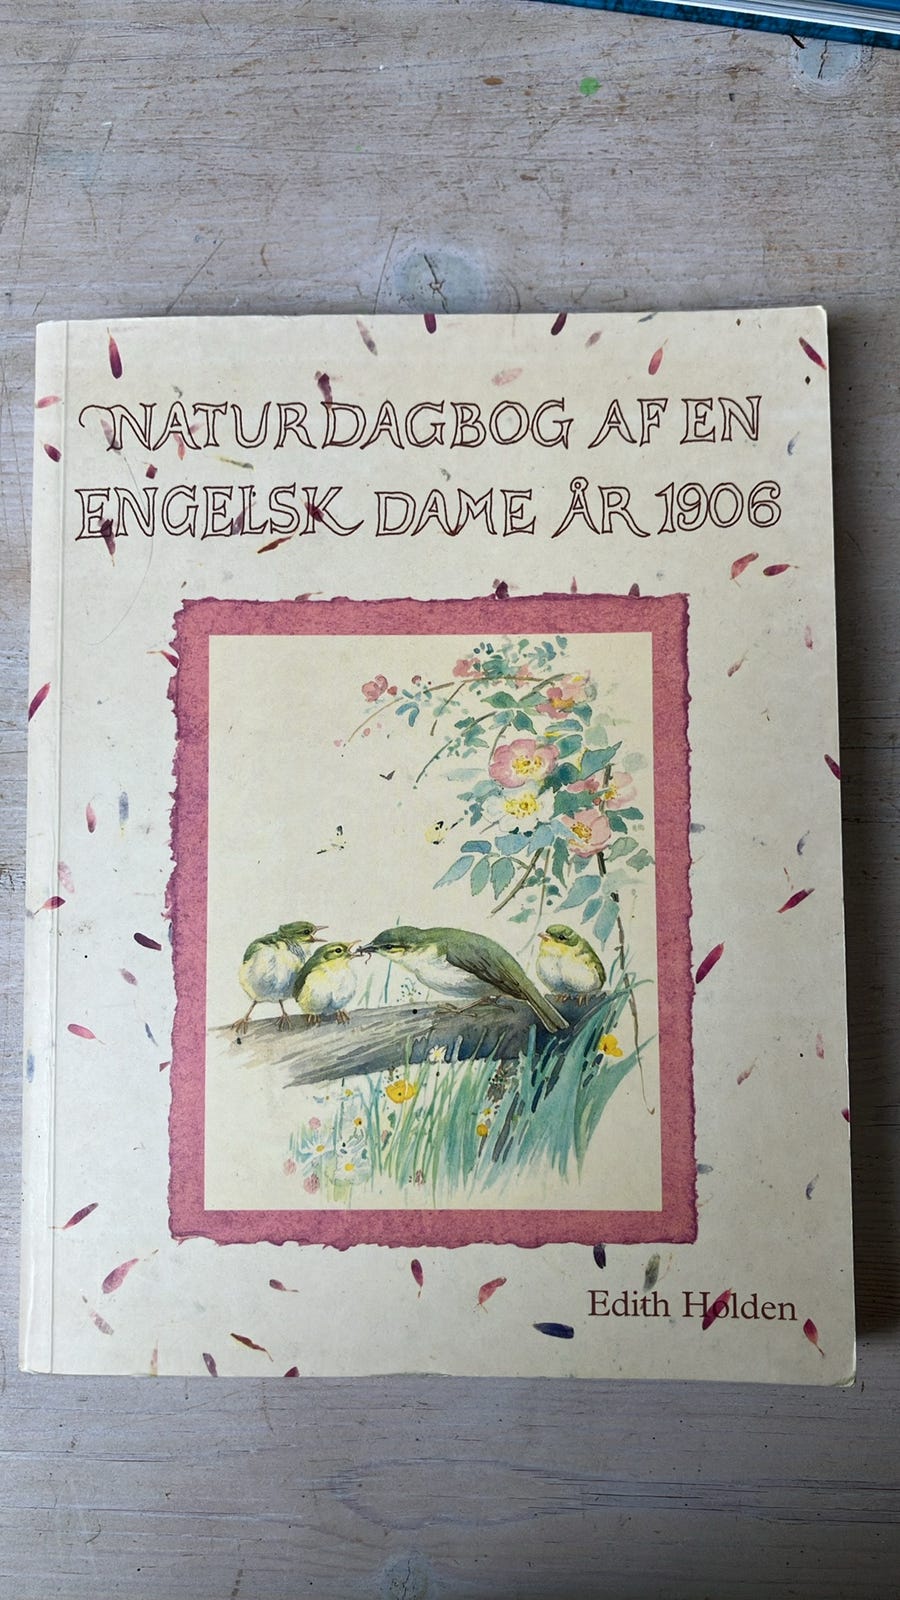 NATURDAGBOG AF EN
ENGELSK DAME ÅR 1906
Edith Holden